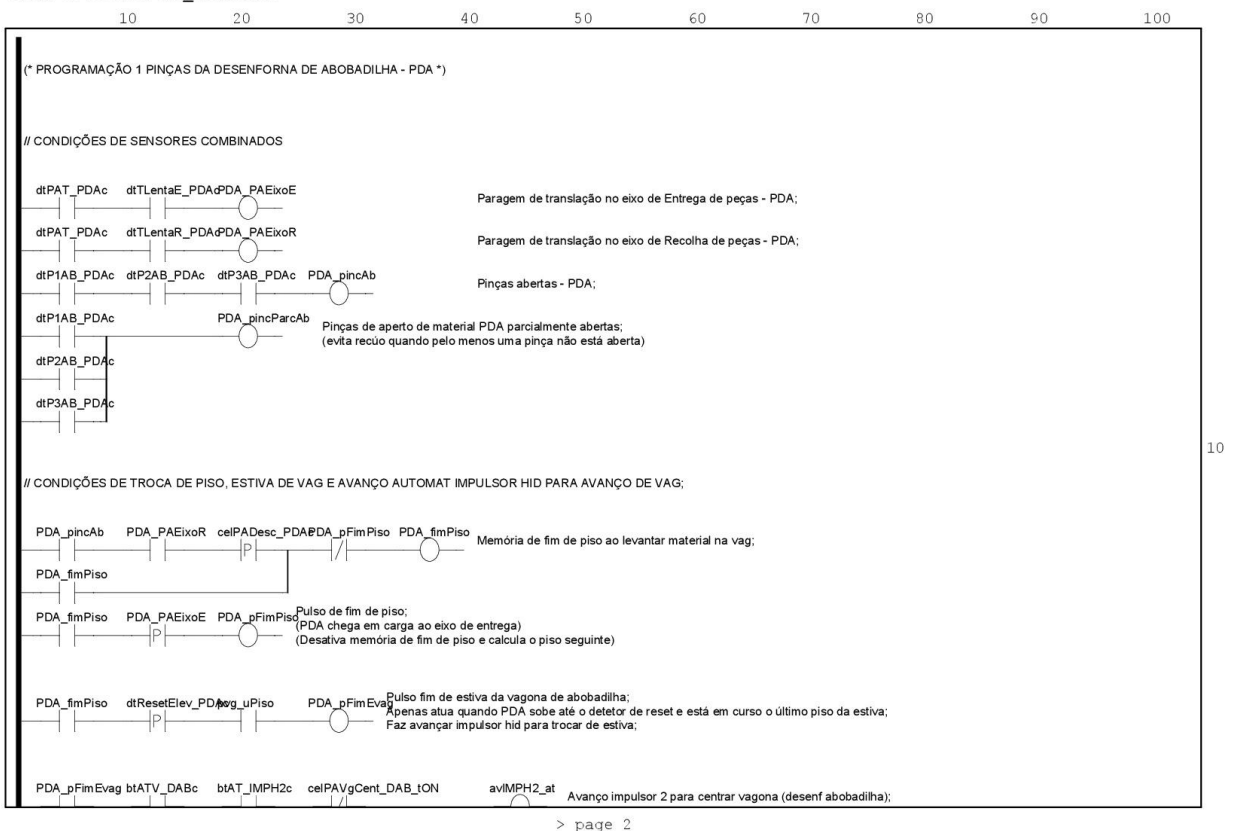 10 20 30 40 50 60 70 80 90 100
(* PROGRAMAÇÃO 1 PINÇAS DA DESENFORNA DE ABOBADILHA - PDA *)
// CONDIÇÕES DE SENSORES COMBINADOS
dtPAT_PDAc dtTLentaE_PDAc PDA_PAEixoE
Paragem de translação no eixo de Entrega de peças - PDA;
dtPAT_PDAc dtTLentaR_PDAc PDA_PAEixoR
Paragem de translação no eixo de Recolha de peças - PDA;
dtP1AB_PDAc dtP2AB_PDAc dtP3AB_PDAc PDA_pincAb
Pinças abertas - PDA;
dtP1AB_PDAc PDA_pincParcAb
Pinças de aperto de material PDA parcialmente abertas;
(evita recúo quando pelo menos uma pinça não está aberta)
dtP2AB_PDAc
dtP3AB_PDAc
10
// CONDIÇÕES DE TROCA DE PISO, ESTIVA DE VAG E AVANÇO AUTOMAT IMPULSOR HID PARA AVANÇO DE VAG;
PDA_pincAb PDA_PAEixoR PDA_pFimPiso PDA_fimPiso
Memória de fim de piso ao levantar material na vag;
PDA_fimPiso
PDA_fimPiso PDA_PAEixoE PDA_pFimPiso
Pulso de fim de piso;
(PDA chega em carga ao eixo de entrega)
(Desativa memória de fim de piso e calcula o piso seguinte)
PDA_fimPiso PDA_pFimEvag
Pulso fim de estiva da vagona de abobadilha;
Apenas atua quando PDA sobe até o detetor de reset e está em curso o último piso da estiva;
Faz avançar impulsor hid para trocar de estiva;
PDA_pFimEvag btATV_DABc btAT_IMPH2c celPAVgCent_DAB_tON avIMPH2_at
Avanço impulsor 2 para centrar vagona (desenf abobadilha);
> page 2